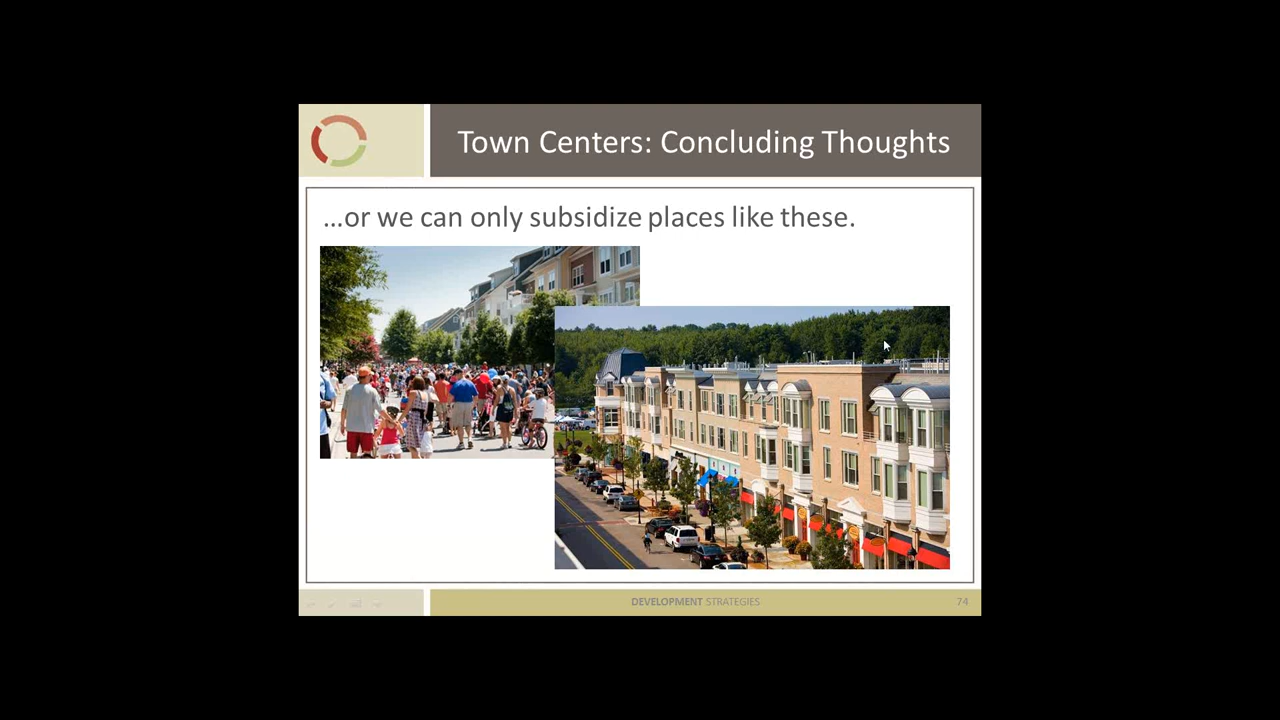 Town Centers: Concluding Thoughts
…or we can only subsidize places like these.
DEVELOPMENT STRATEGIES
74